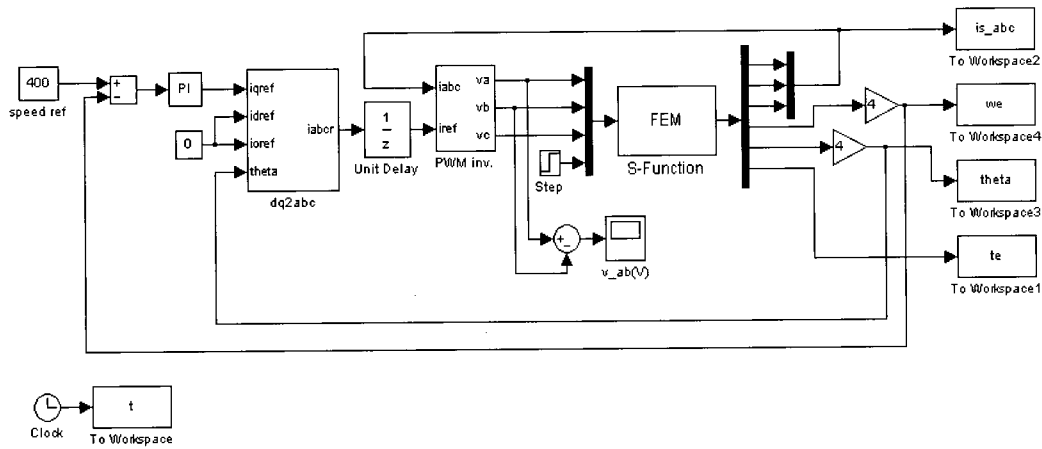 is_abc
To Workspace2
400
speed ref
+
−
PI
iqref
idref
ioref
theta
iabcr
dq2abc
0
1
z
Unit Delay
iabc
iref
va
vb
vc
PWM inv.
Step
FEM
S-Function
4
4
we
To Workspace4
theta
To Workspace3
te
To Workspace1
+
−
v_ab(V)
t
Clock
To Workspace